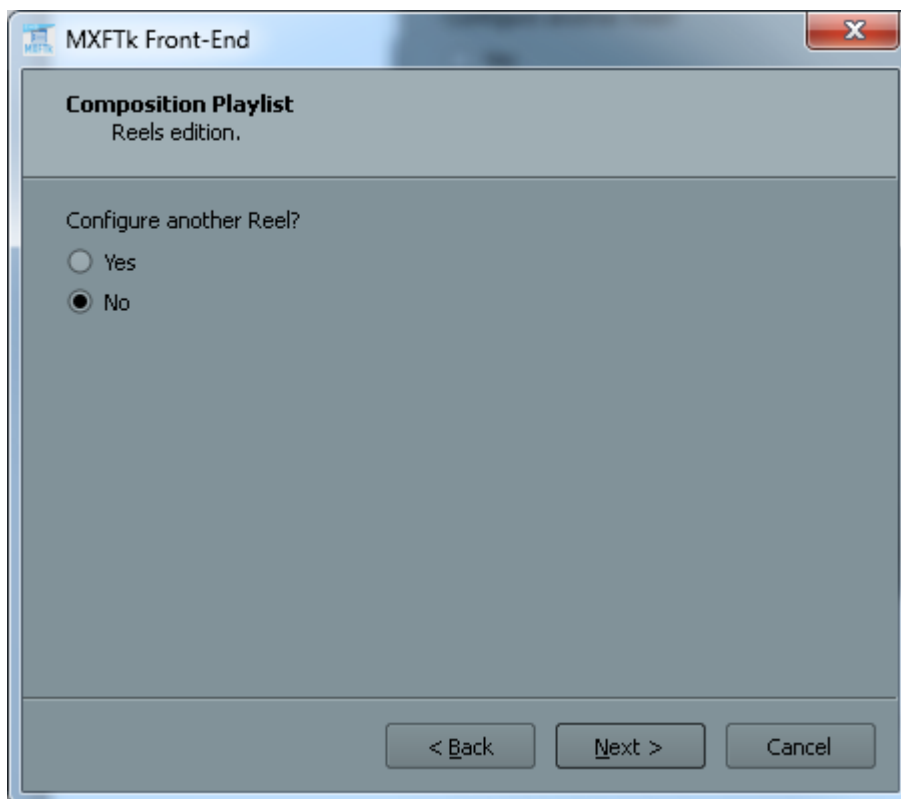 MXFTk Front-End
Composition Playlist
Reels edition.
Configure another Reel?
Yes
No
< Back
Next >
Cancel